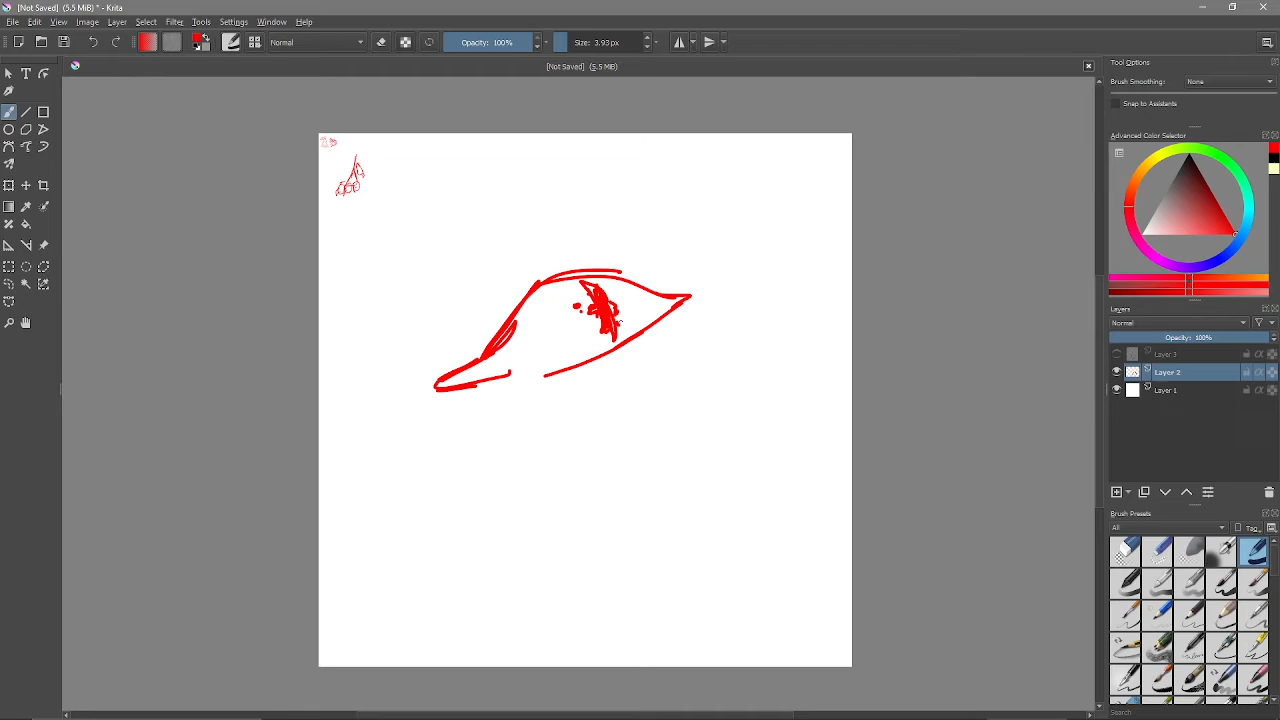 [Not Saved] (5.5 MiB) * - Krita
File Edit View Image Layer Select Filter Tools Settings Window Help
Normal Opacity: 100% Size: 3.93 px
[Not Saved] (5.5 MiB)
Tool Options
Brush Smoothing: None
Snap to Assistants
Advanced Color Selector
Layers
Normal
Opacity: 100%
Layer 3
Layer 2
Layer 1
Brush Presets
All Tag
Search